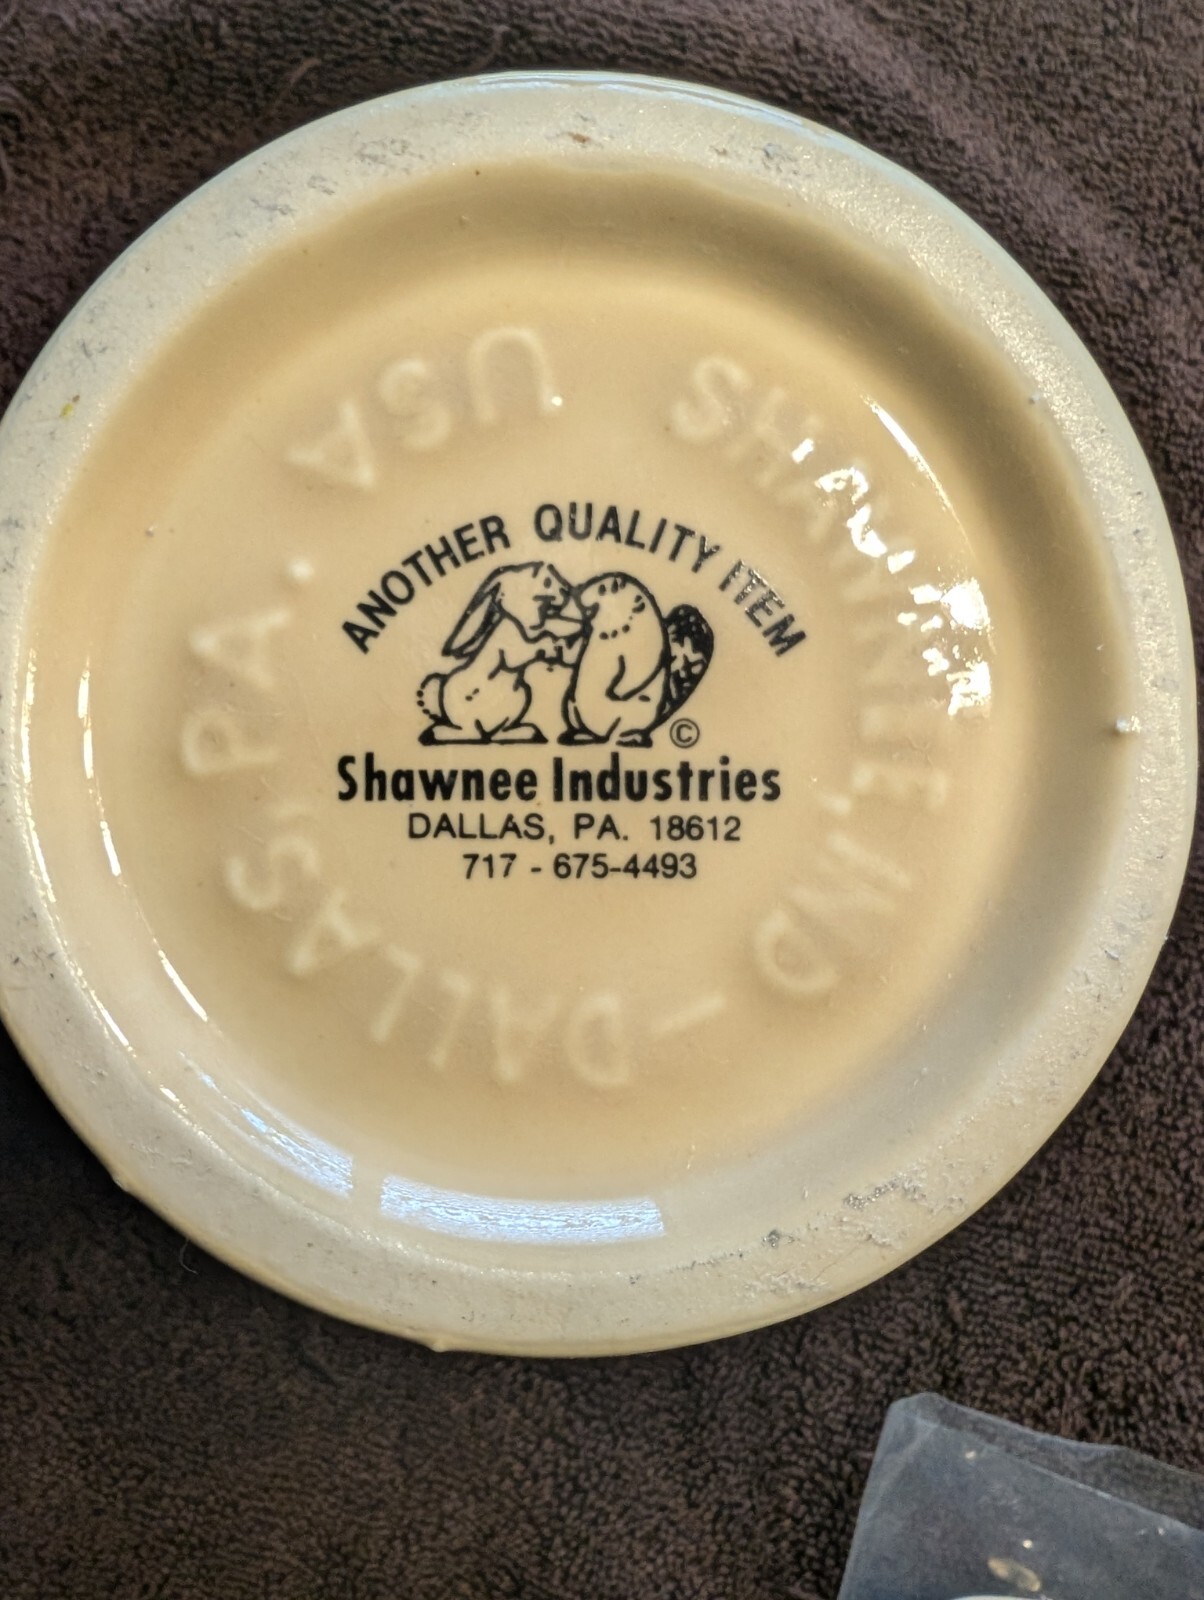 ANOTHER QUALITY ITEM
©
Shawnee Industries
DALLAS, PA. 18612
717 - 675-4493
SHAWNEE, IND - DALLAS, PA. USA